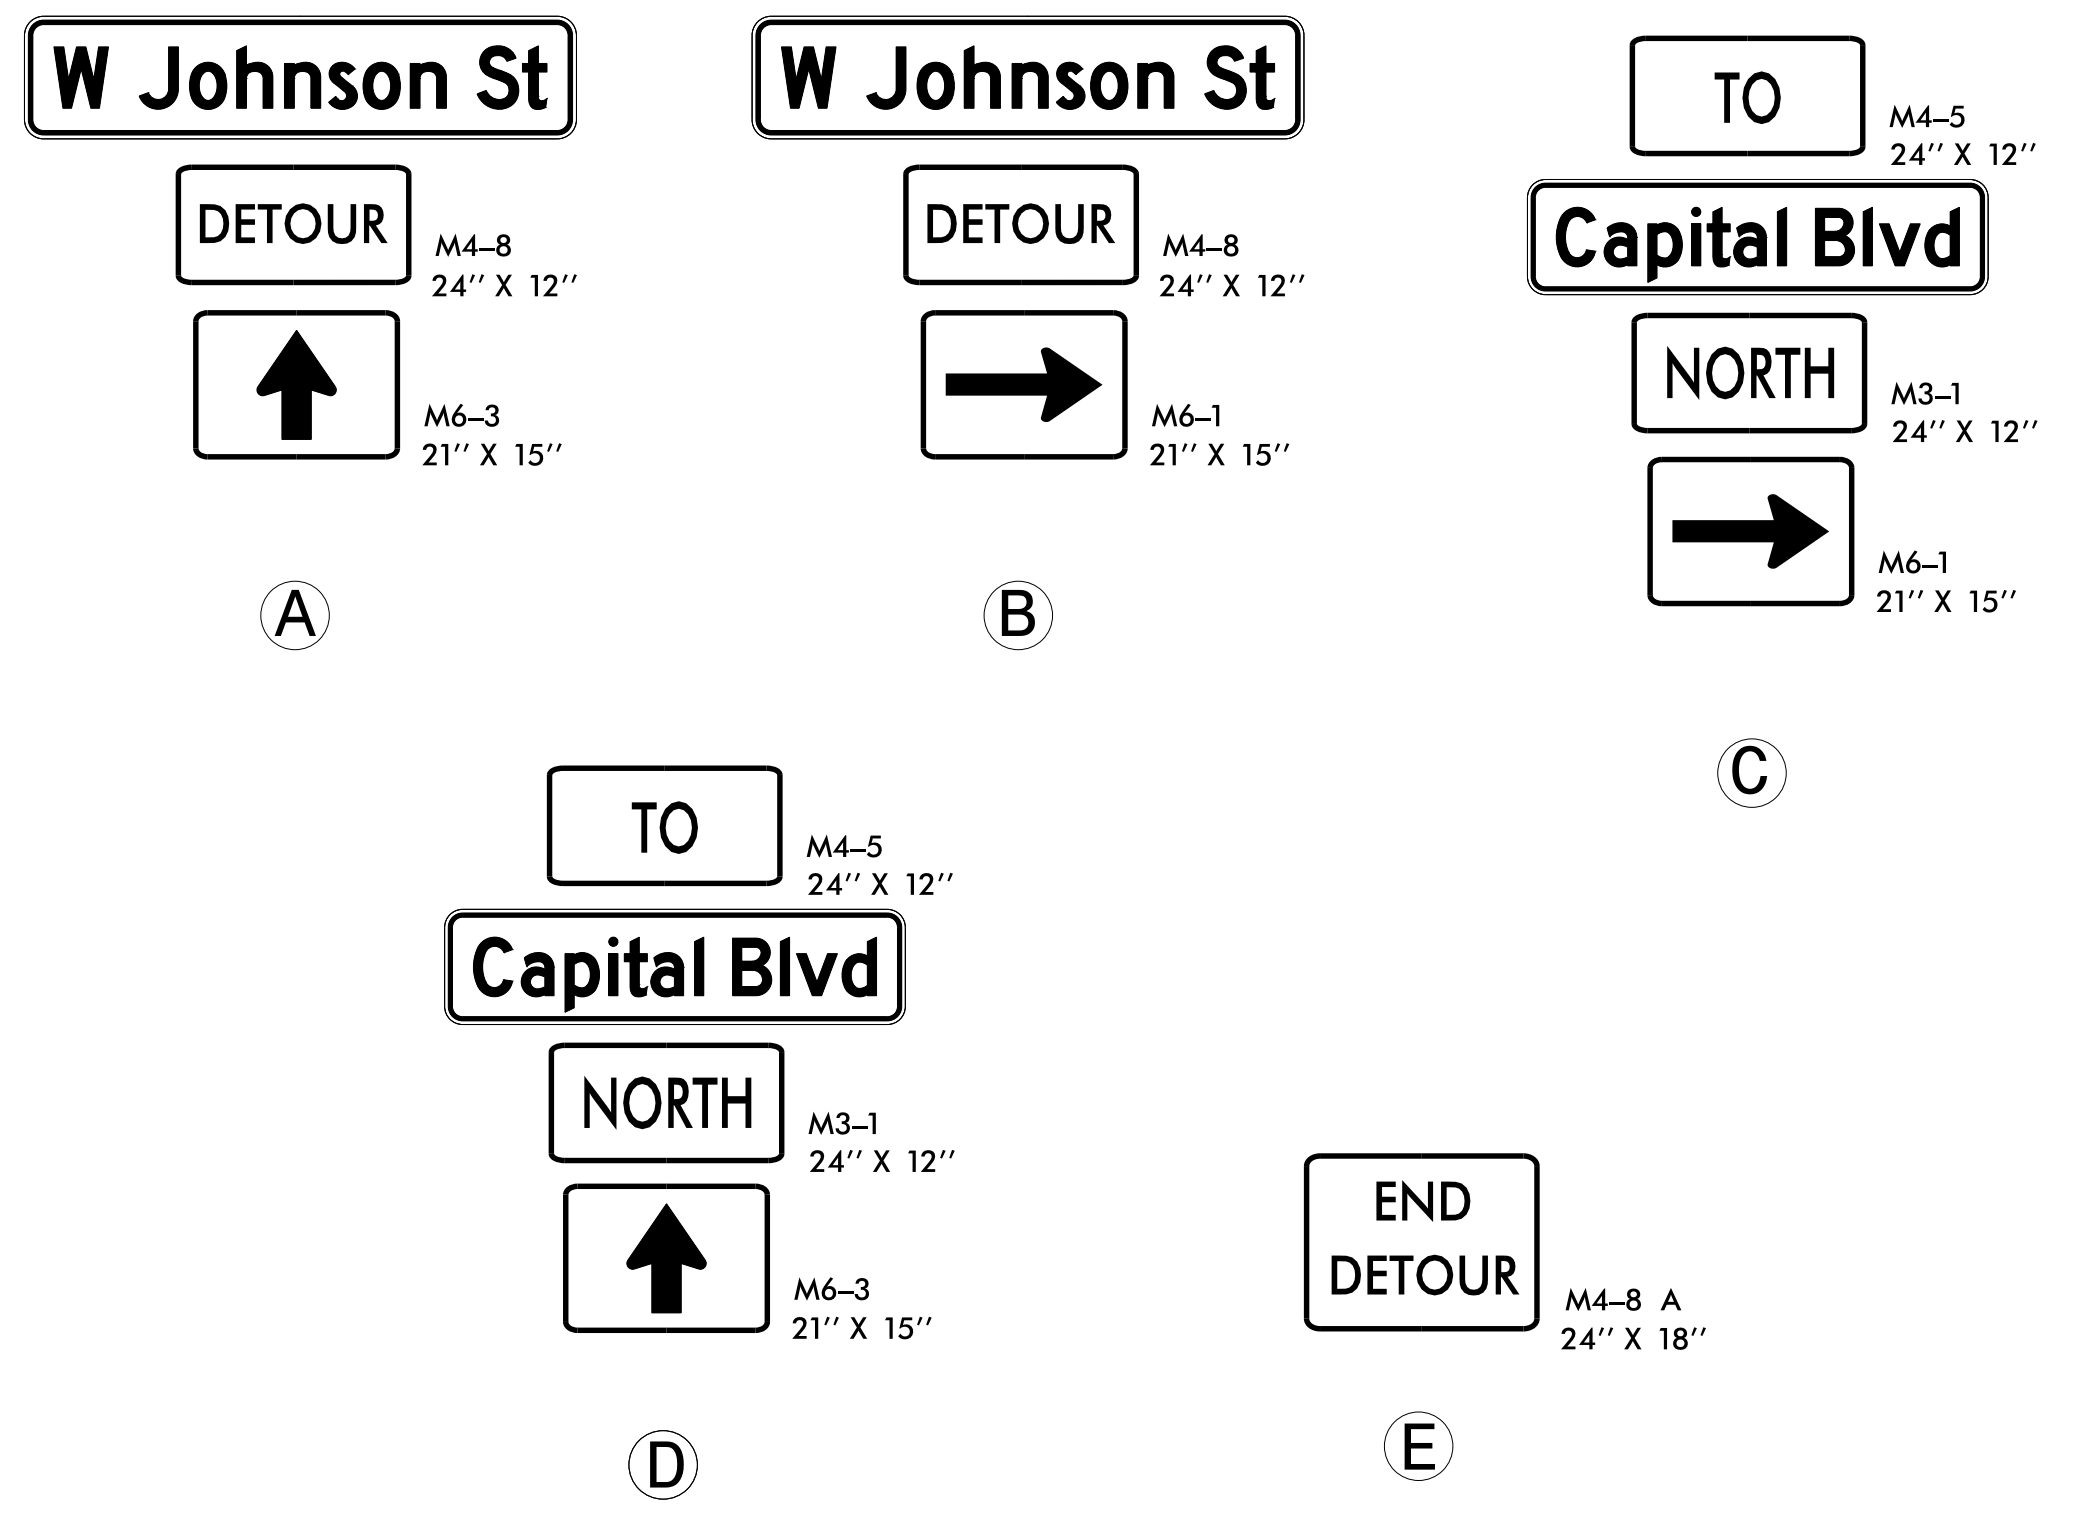 W Johnson St
DETOUR
M4–8
24’’ X 12’’
M6–3
21’’ X 15’’
A
W Johnson St
DETOUR
M4–8
24’’ X 12’’
M6–1
21’’ X 15’’
B
TO
M4–5
24’’ X 12’’
Capital Blvd
NORTH
M3–1
24’’ X 12’’
M6–1
21’’ X 15’’
C
TO
M4–5
24’’ X 12’’
Capital Blvd
NORTH
M3–1
24’’ X 12’’
M6–3
21’’ X 15’’
D
END
DETOUR
M4–8 A
24’’ X 18’’
E